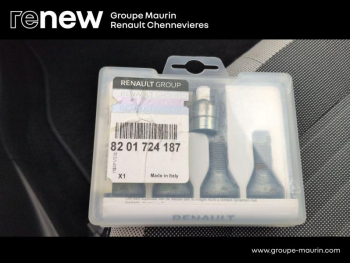 renew
Groupe Maurin
Renault Chennevieres
RENAULT GROUP
82 01 724 187
X1
Made in Italy
RENAULT
www.groupe-maurin.com